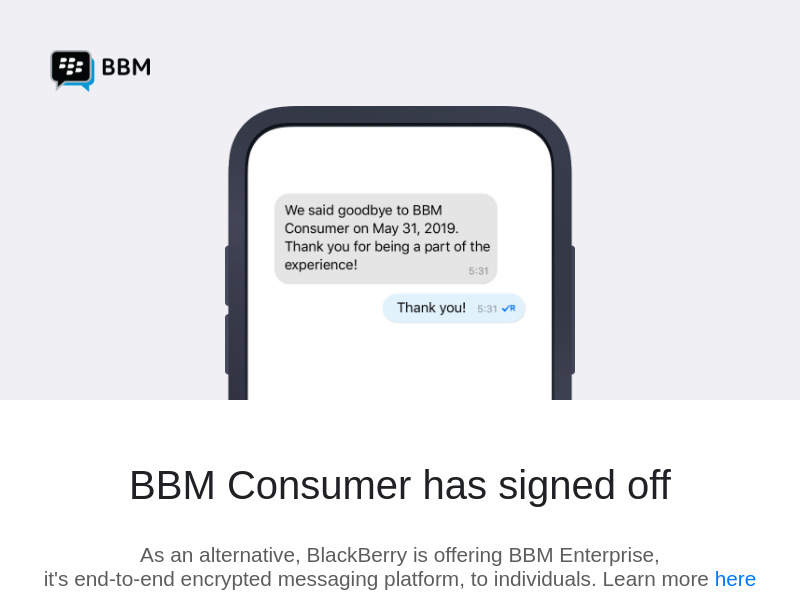 BBM
We said goodbye to BBM
Consumer on May 31, 2019.
Thank you for being a part of the
experience!
5:31
Thank you! 5:31 ✓R
BBM Consumer has signed off
As an alternative, BlackBerry is offering BBM Enterprise,
it's end-to-end encrypted messaging platform, to individuals. Learn more here